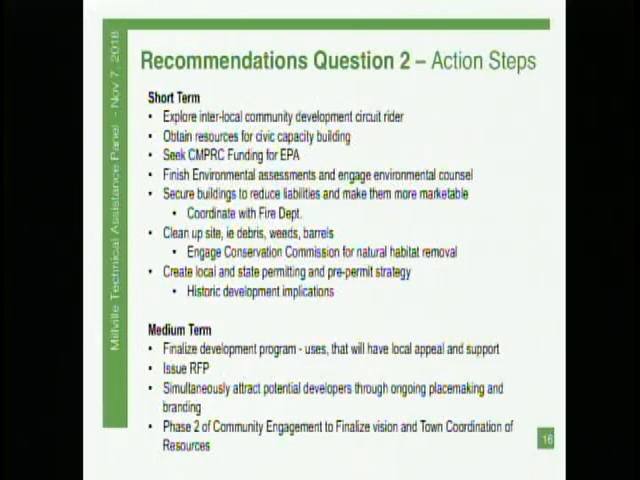 Millville Technical Assistance Panel - Nov 7, 2018
Recommendations Question 2 – Action Steps
Short Term
• Explore inter-local community development circuit rider
• Obtain resources for civic capacity building
• Seek CMPRC Funding for EPA
• Finish Environmental assessments and engage environmental counsel
• Secure buildings to reduce liabilities and make them more marketable
• Coordinate with Fire Dept.
• Clean up site, ie debris, weeds, barrels
• Engage Conservation Commission for natural habitat removal
• Create local and state permitting and pre-permit strategy
• Historic development implications
Medium Term
• Finalize development program - uses, that will have local appeal and support
• Issue RFP
• Simultaneously attract potential developers through ongoing placemaking and
branding
• Phase 2 of Community Engagement to Finalize vision and Town Coordination of
Resources
16